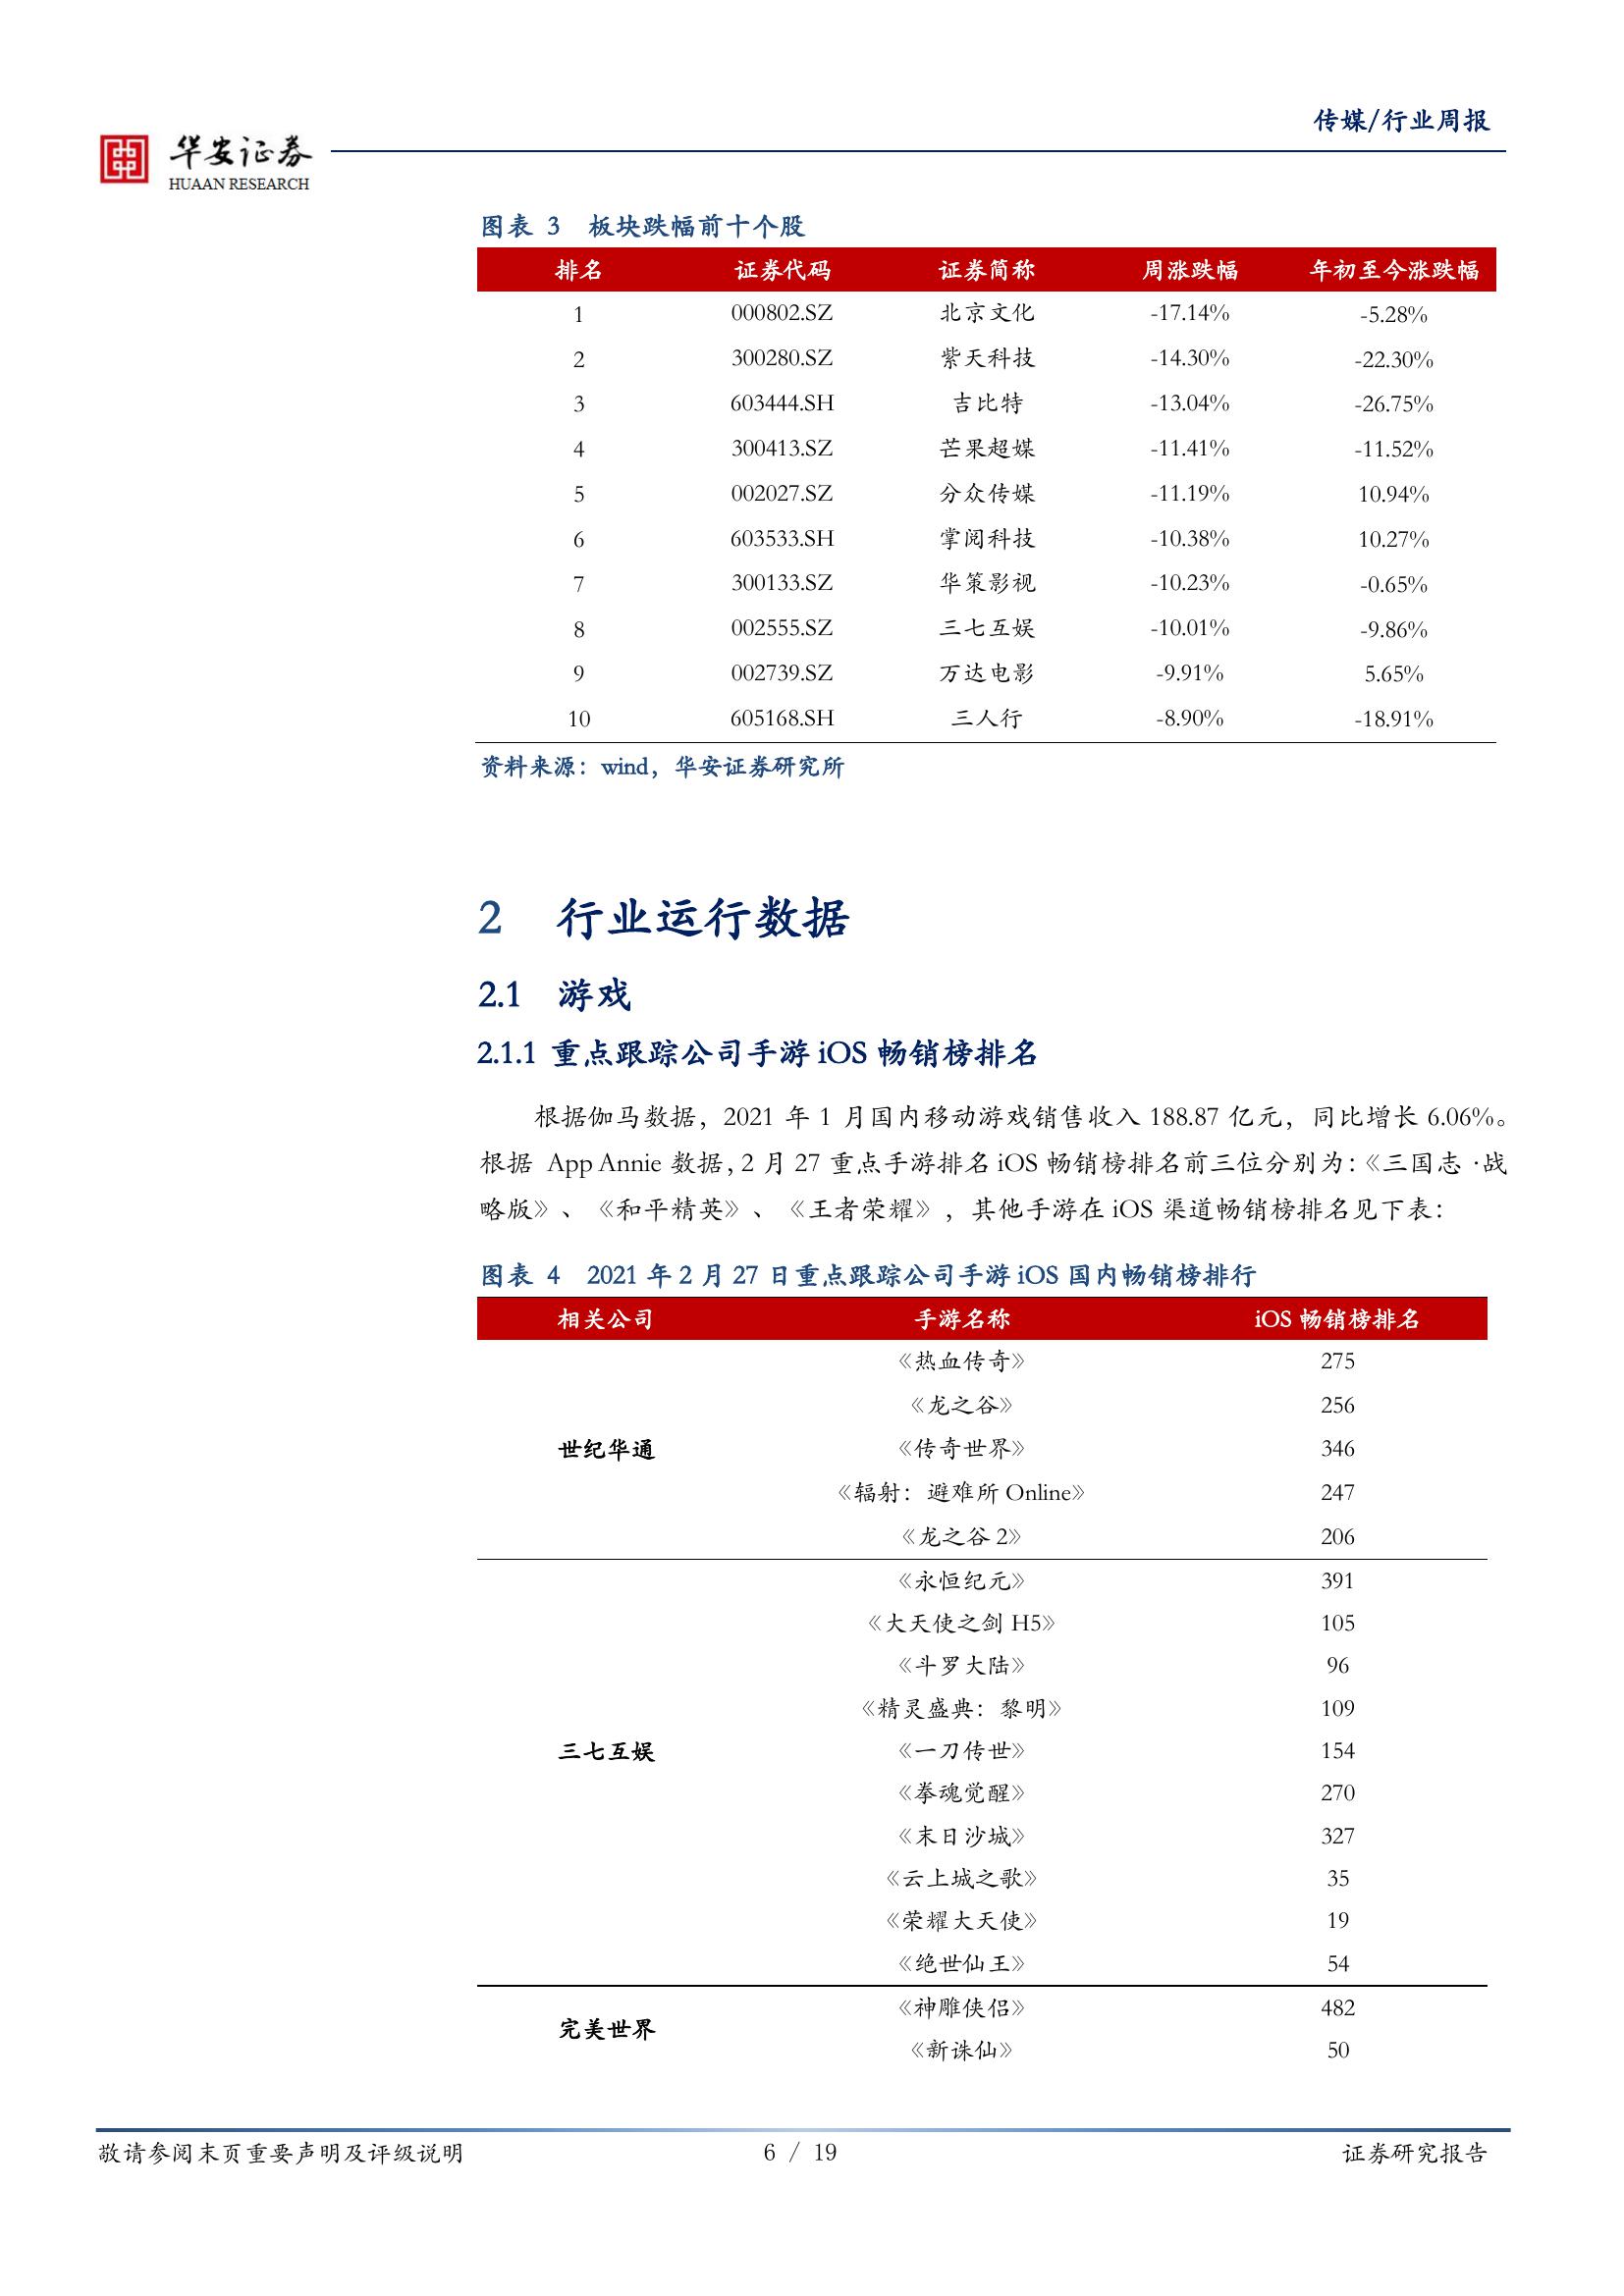 传媒/行业周报
华安证券
HUAAN RESEARCH
图表 3 板块跌幅前十个股
排名 证券代码 证券简称 周涨跌幅 年初至今涨跌幅
1 000802.SZ 北京文化 -17.14% -5.28%
2 300280.SZ 紫天科技 -14.30% -22.30%
3 603444.SH 吉比特 -13.04% -26.75%
4 300413.SZ 芒果超媒 -11.41% -11.52%
5 002027.SZ 分众传媒 -11.19% 10.94%
6 603533.SH 掌阅科技 -10.38% 10.27%
7 300133.SZ 华策影视 -10.23% -0.65%
8 002555.SZ 三七互娱 -10.01% -9.86%
9 002739.SZ 万达电影 -9.91% 5.65%
10 605168.SH 三人行 -8.90% -18.91%
资料来源：wind，华安证券研究所
2 行业运行数据
2.1 游戏
2.1.1 重点跟踪公司手游 iOS 畅销榜排名
根据伽马数据，2021 年 1 月国内移动游戏销售收入 188.87 亿元，同比增长 6.06%。
根据 App Annie 数据，2 月 27 重点手游排名 iOS 畅销榜排名前三位分别为：《三国志 ·战
略版》、《和平精英》、《王者荣耀》，其他手游在 iOS 渠道畅销榜排名见下表：
图表 4 2021 年 2 月 27 日重点跟踪公司手游 iOS 国内畅销榜排行
相关公司 手游名称 iOS 畅销榜排名
《热血传奇》 275
《龙之谷》 256
世纪华通 《传奇世界》 346
《辐射：避难所 Online》 247
《龙之谷 2》 206
《永恒纪元》 391
《大天使之剑 H5》 105
《斗罗大陆》 96
《精灵盛典：黎明》 109
三七互娱 《一刀传世》 154
《拳魂觉醒》 270
《末日沙城》 327
《云上城之歌》 35
《荣耀大天使》 19
《绝世仙王》 54
完美世界
《神雕侠侣》 482
《新诛仙》 50
敬请参阅末页重要声明及评级说明 6 / 19 证券研究报告